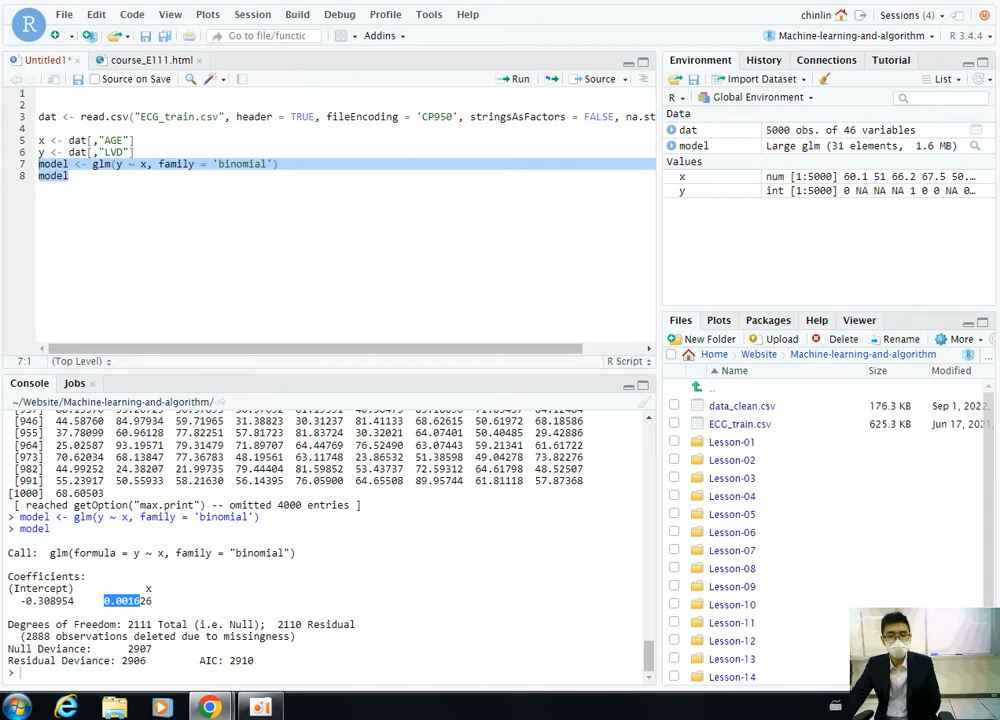 File Edit Code View Plots Session Build Debug Profile Tools Help
chinlin Sessions (4)
Go to file/functic Addins
Machine-learning-and-algorithm R 3.4.4
Untitled1* course_E111.html
Source on Save Run Source
1
2
3 dat <- read.csv("ECG_train.csv", header = TRUE, fileEncoding = 'CP950', stringsAsFactors = FALSE, na.st
4
5 x <- dat[,"AGE"]
6 y <- dat[,"LVD"]
7 model <- glm(y ~ x, family = 'binomial')
8 model
7:1 (Top Level) R Script
Console Jobs
~/Website/Machine-learning-and-algorithm/
[946] 44.58760 84.97934 59.71965 31.38823 30.31237 81.41133 68.62615 50.61972 68.18586
[955] 37.78099 60.96128 77.82251 57.81723 81.83724 30.32021 64.07401 50.40485 29.42886
[964] 25.02587 93.19571 79.31479 71.89707 64.44769 76.52490 63.07443 59.21341 61.61722
[973] 70.62034 68.13847 77.36783 48.19561 63.11748 23.86532 51.38598 49.04278 73.82276
[982] 44.99252 24.38207 21.99735 79.44404 81.59852 53.43737 72.59312 64.61798 48.52507
[991] 55.23917 50.55933 58.21630 56.14395 76.05900 64.65508 89.95744 61.81118 57.87368
[1000] 68.60503
[ reached getOption("max.print") -- omitted 4000 entries ]
> model <- glm(y ~ x, family = 'binomial')
> model
Call: glm(formula = y ~ x, family = "binomial")
Coefficients:
(Intercept) x
-0.308954 0.001626
Degrees of Freedom: 2111 Total (i.e. Null); 2110 Residual
(2888 observations deleted due to missingness)
Null Deviance: 2907
Residual Deviance: 2906 AIC: 2910
>
Environment History Connections Tutorial
Import Dataset List
R Global Environment
Data
dat 5000 obs. of 46 variables
model Large glm (31 elements, 1.6 MB)
Values
x num [1:5000] 60.1 51 66.2 67.5 50.…
y int [1:5000] 0 NA NA NA 1 0 0 NA 0…
Files Plots Packages Help Viewer
New Folder Upload Delete Rename More
Home Website Machine-learning-and-algorithm ...
Name Size Modified
..
data_clean.csv 176.3 KB Sep 1, 2022,
ECG_train.csv 625.3 KB Jun 17, 2021,
Lesson-01
Lesson-02
Lesson-03
Lesson-04
Lesson-05
Lesson-06
Lesson-07
Lesson-08
Lesson-09
Lesson-10
Lesson-11
Lesson-12
Lesson-13
Lesson-14